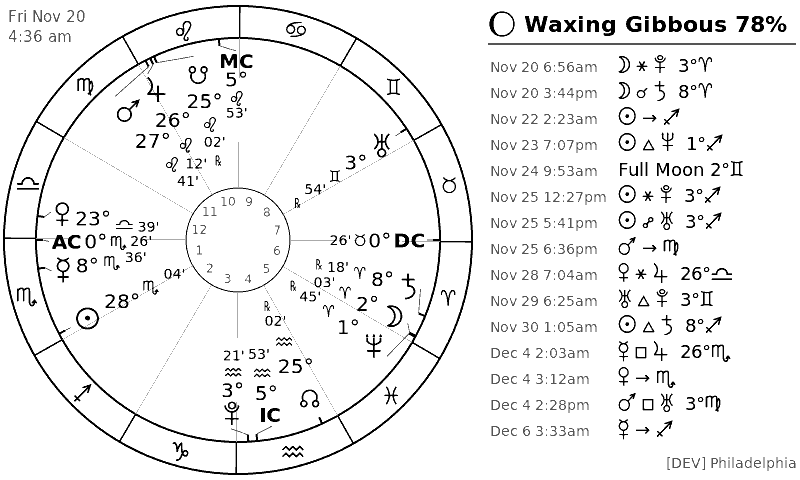 Fri Nov 20
4:36 am
MC
5°
♌
53'
☋
25°
♌
02'
♃
26°
♌
12' ℞
♂
27°
♌
41'
♅
3°
♊
54'
℞
♀ 23° ♎ 39'
AC 0° ♏ 26'
☿ 8° ♏ 36'
☉ 28° ♏ 04'
26' ♉ 0° DC
℞ 18' ♈ 8° ♄
℞ 03' ♈ 2° ☽
45' ♈ 1° ♆
℞
02'
♒
25°
☊
21' 53'
♒ ♒
3° 5°
♇ IC
10 9
11 8
12 7
1 6
2 5
3 4
♋
♌
♊
♍
♉
♎
♈
♏
♓
♐
♒
♑
Waxing Gibbous 78%
Nov 20 6:56am ☽ ⚹ ♇ 3°♈
Nov 20 3:44pm ☽ ☌ ♄ 8°♈
Nov 22 2:23am ☉ → ♐
Nov 23 7:07pm ☉ △ ♆ 1°♐
Nov 24 9:53am Full Moon 2°♊
Nov 25 12:27pm ☉ ⚹ ♇ 3°♐
Nov 25 5:41pm ☉ ☍ ♅ 3°♐
Nov 25 6:36pm ♂ → ♍
Nov 28 7:04am ♀ ⚹ ♃ 26°♎
Nov 29 6:25am ♅ △ ♇ 3°♊
Nov 30 1:05am ☉ △ ♄ 8°♐
Dec 4 2:03am ☿ □ ♃ 26°♏
Dec 4 3:12am ♀ → ♏
Dec 4 2:28pm ♂ □ ♅ 3°♍
Dec 6 3:33am ☿ → ♐
[DEV] Philadelphia